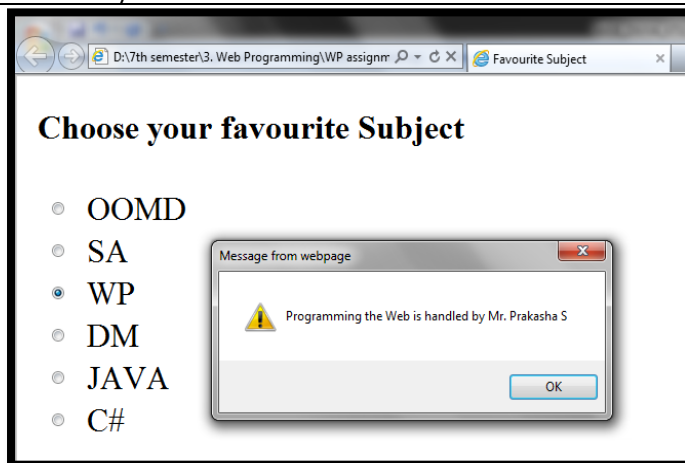 D:\7th semester\3. Web Programming\WP assignm
Favourite Subject
Choose your favourite Subject
OOMD
SA
WP
DM
JAVA
C#
Message from webpage
Programming the Web is handled by Mr. Prakasha S
OK